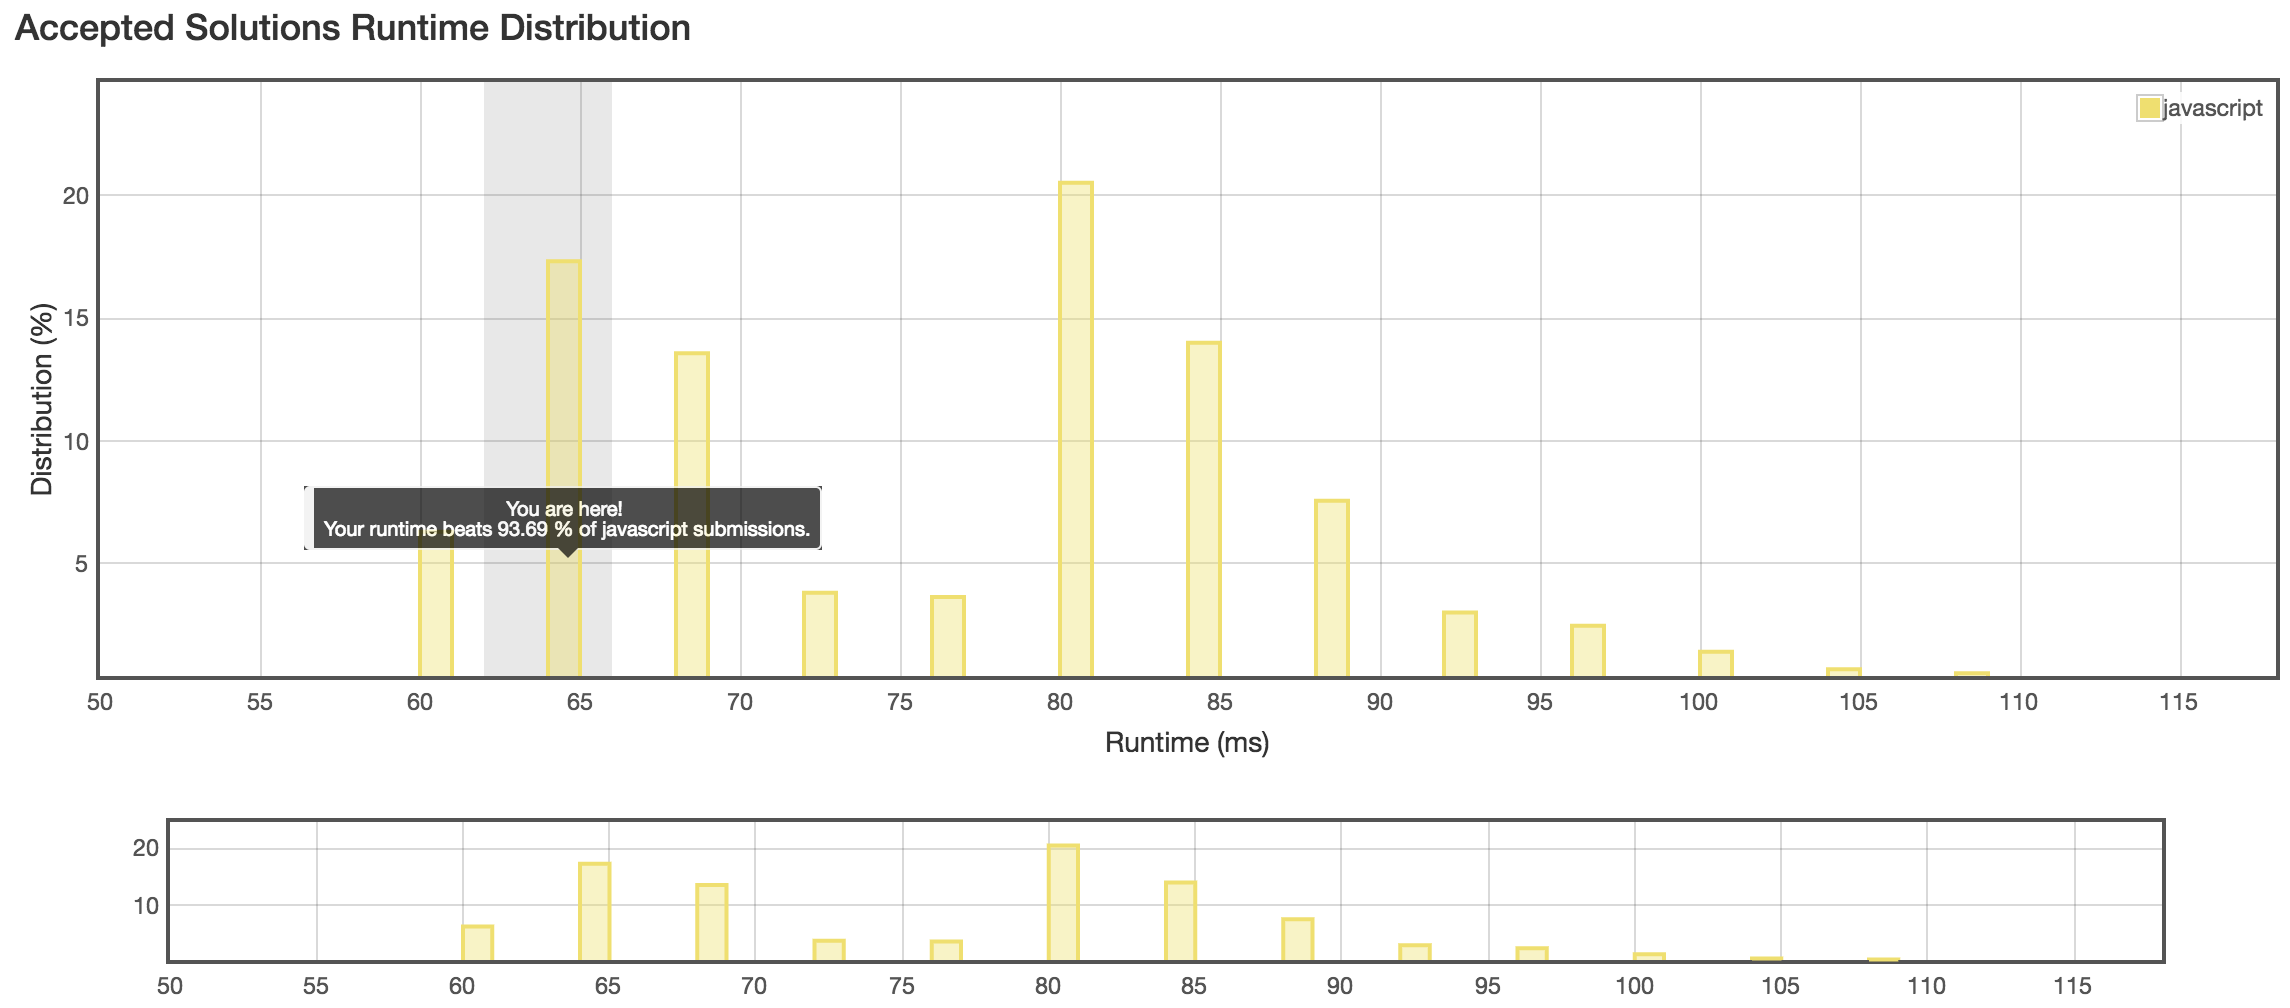 Accepted Solutions Runtime Distribution
javascript
20
15
10
5
Distribution (%)
You are here!
Your runtime beats 93.69 % of javascript submissions.
50 55 60 65 70 75 80 85 90 95 100 105 110 115
Runtime (ms)
20
10
50 55 60 65 70 75 80 85 90 95 100 105 110 115